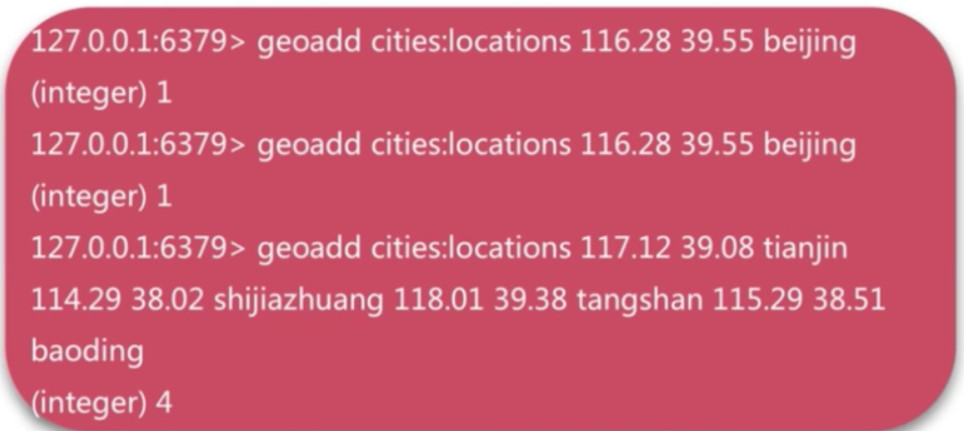 127.0.0.1:6379> geoadd cities:locations 116.28 39.55 beijing
(integer) 1
127.0.0.1:6379> geoadd cities:locations 116.28 39.55 beijing
(integer) 1
127.0.0.1:6379> geoadd cities:locations 117.12 39.08 tianjin
114.29 38.02 shijiazhuang 118.01 39.38 tangshan 115.29 38.51
baoding
(integer) 4